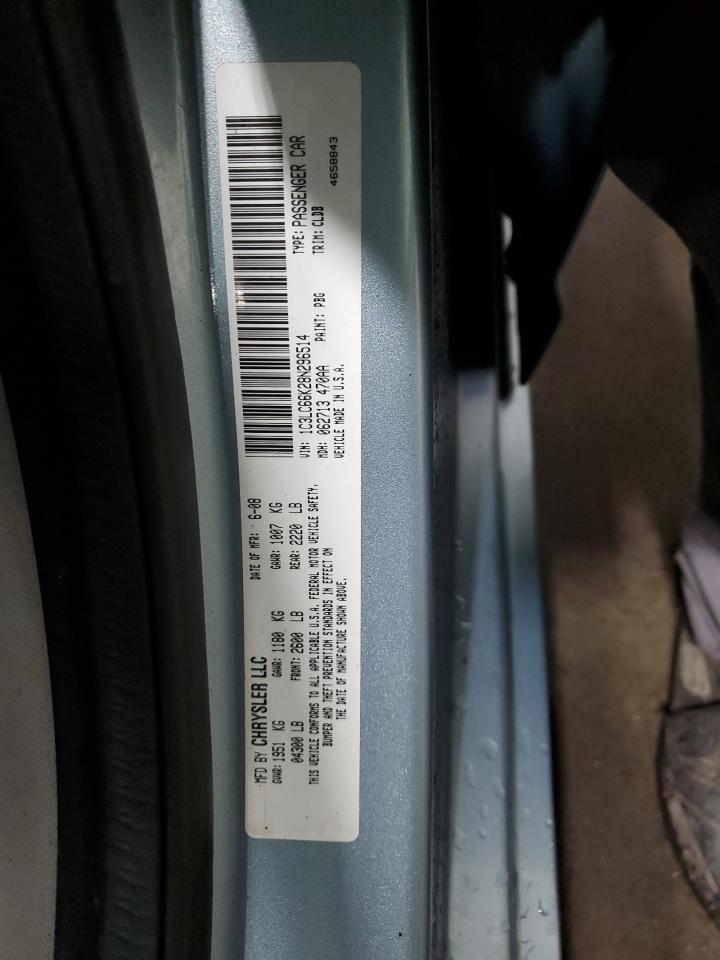 MFD BY CHRYSLER LLC
DATE OF MFR: 6-08
GVWR: 1951 KG
GAWR: 1180 KG
GAWR: 1007 KG
04300 LB
FRONT: 2600 LB
REAR: 2220 LB
THIS VEHICLE CONFORMS TO ALL APPLICABLE U.S.A. FEDERAL MOTOR VEHICLE SAFETY,
BUMPER AND THEFT PREVENTION STANDARDS IN EFFECT ON
THE DATE OF MANUFACTURE SHOWN ABOVE.
VIN: 1C3LC66K28N296514
TYPE: PASSENGER CAR
MDH: 062713 470AA
PAINT: PBG
TRIM: CLDB
VEHICLE MADE IN U.S.A.
4658843